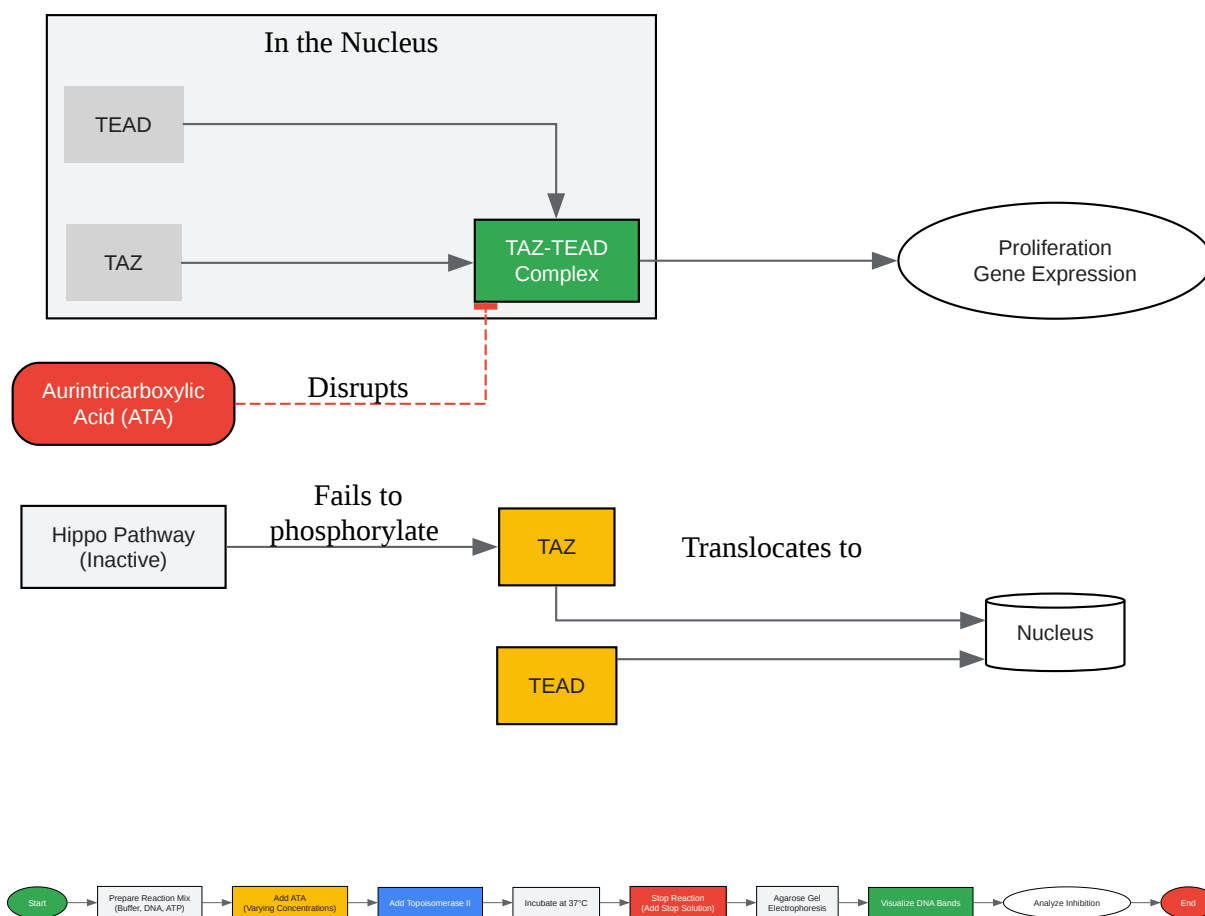 In the Nucleus
TEAD
TAZ
TAZ-TEAD
Complex
Proliferation
Gene Expression
Aurintricarboxylic
Acid (ATA)
Disrupts
Hippo Pathway
(Inactive)
Fails to
phosphorylate
TAZ
Translocates to
TEAD
Nucleus
Start
Prepare Reaction Mix
(Buffer, DNA, ATP)
Add ATA
(Varying Concentrations)
Add Topoisomerase II
Incubate at 37°C
Stop Reaction
(Add Stop Solution)
Agarose Gel
Electrophoresis
Visualize DNA Bands
Analyze Inhibition
End